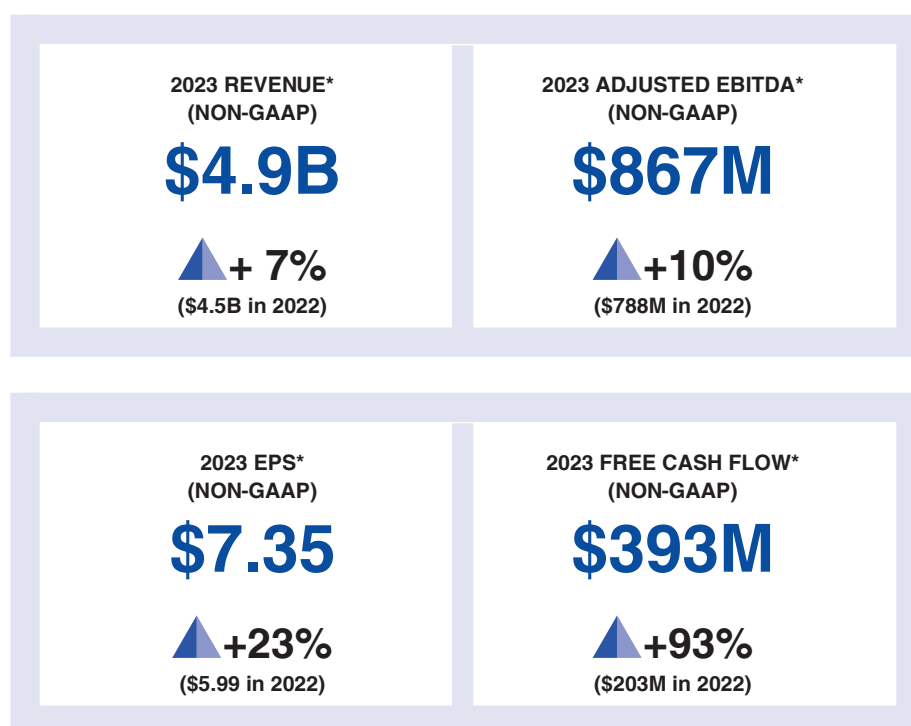 2023 REVENUE*
(NON-GAAP)
$4.9B
+ 7%
($4.5B in 2022)
2023 ADJUSTED EBITDA*
(NON-GAAP)
$867M
+10%
($788M in 2022)
2023 EPS*
(NON-GAAP)
$7.35
+23%
($5.99 in 2022)
2023 FREE CASH FLOW*
(NON-GAAP)
$393M
+93%
($203M in 2022)